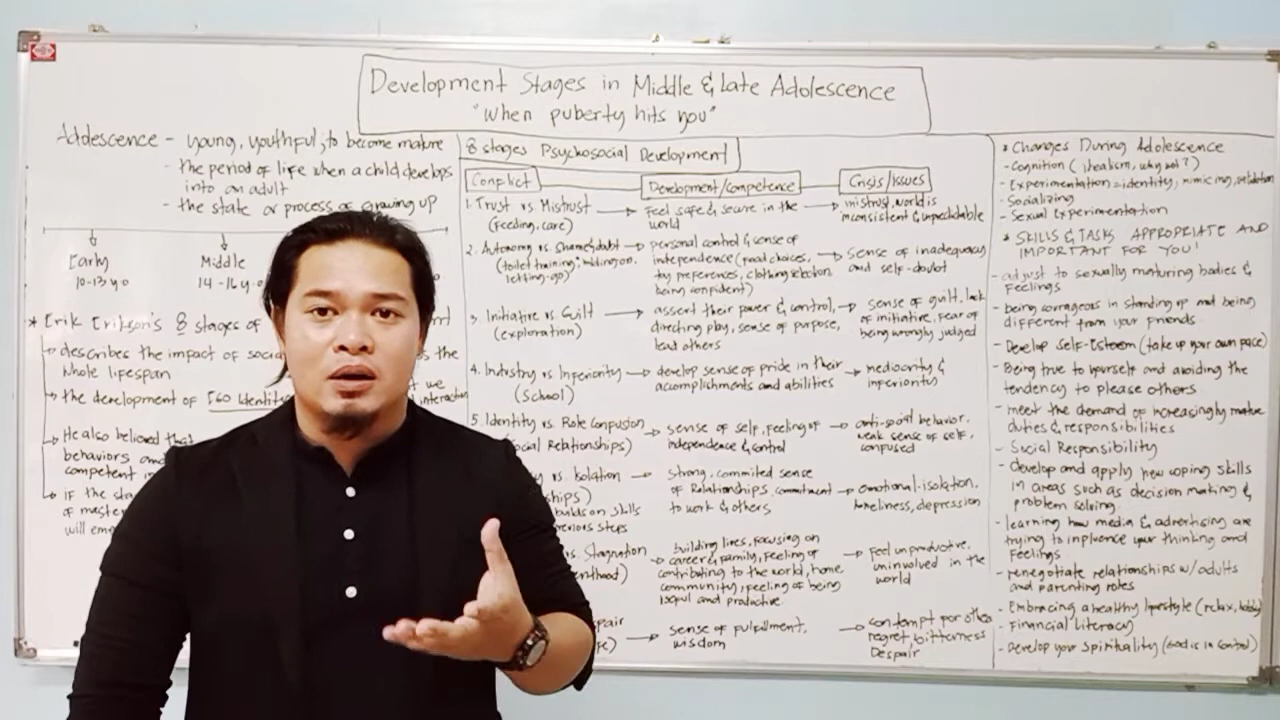 Development Stages in Middle & Late Adolescence
"When puberty hits you"
Adolescence - young, youthful, to become mature
- the period of life when a child develops
into an adult
- the state or process of growing up
Early
10-13 y.o
Middle
14-16 y.o
* Erik Erikson's 8 stages of
describes the impact of the
whole lifespan
the development of EGO we
interaction
He also believed that
behaviors and
competent in
if the
of
will
8 stages Psychosocial Development
Conflict
Development/competence
Crisis/Issues
1. Trust vs Mistrust
(feeding, care)
feel safe & secure in the
world
mistrust, world is
inconsistent & unpredictable
2. Autonomy vs Shame, doubt
(toilet training, holding on,
letting-go)
personal control & sense of
independence (food choices,
toy preferences, clothing selection
being confident)
Sense of inadequacy
and self-doubt
3. Initiative vs Guilt
(exploration)
assert their power & control,
directing play, sense of purpose,
lead others
sense of guilt, lack
of initiative, fear of
being wrongly judged
4. Industry vs Inferiority
(School)
develop sense of pride in their
accomplishments and abilities
mediocrity &
inferiority
5. Identity vs Role Confusion
Social Relationships)
sense of self, feeling of
independence & control
anti-social behavior,
weak sense of self,
confused
vs. Isolation
builds on skills
steps
strong, commited sense
of Relationships, commitment
to work & others
emotional-isolation,
loneliness, depression
vs. Stagnation
building lives, focusing on
career & family, feeling of
contributing to the world, home
community, feeling of being
useful and productive
Feel unproductive,
uninvolved in the
world
sense of fulfillment,
wisdom
contempt for other
regret, bitterness
Despair
* Changes During Adolescence
- Cognition (idealism, why not?)
- Experimentation = identity, mimicing,
- Socializing
- Sexual Experimentation
* SKILLS & TASKS APPROPRIATE AND
IMPORTANT FOR YOU!
- adjust to sexually maturing bodies &
feelings
- being courageous in standing up and being
different from your friends.
- Develop Self-Esteem (take up your own pace)
- Being true to yourself and avoiding the
tendency to please others
- meet the demand of increasingly mature
duties & responsibilities
- Social Responsibility
- Develop and apply new coping skills
in areas such as decision making &
problem solving.
- learning how media & advertising are
trying to influence your thinking and
Feelings
- renegotiate relationships w/ adults
and parenting roles
- Embracing a healthy lifestyle (relax,
- Financial Literacy
- Develop your Spirituality (God is in Control)